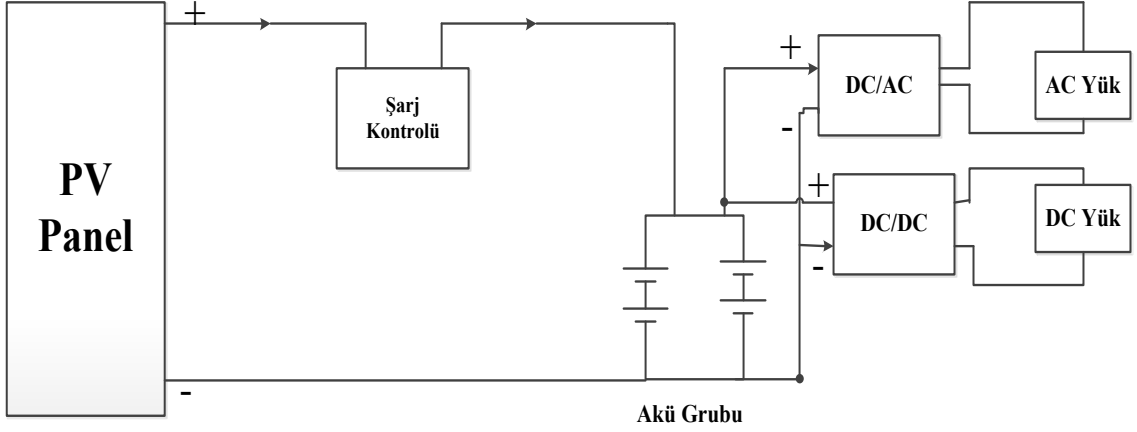 PV
Panel
+
-
Şarj
Kontrolü
Akü Grubu
+
-
DC/AC
AC Yük
+
-
DC/DC
DC Yük